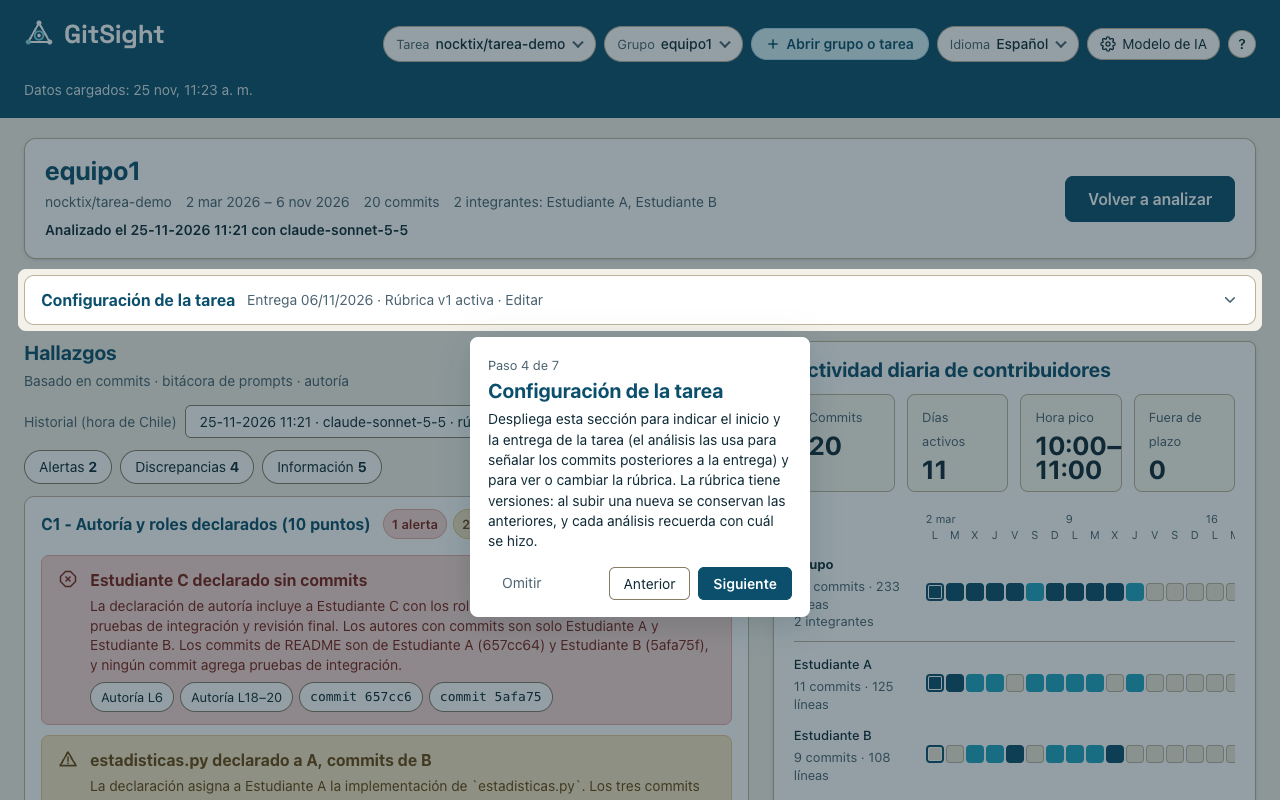 GitSight
Tarea nocktix/tarea-demo
Grupo equipo1
+ Abrir grupo o tarea
Idioma Español
Modelo de IA
?
Datos cargados: 25 nov, 11:23 a. m.
equipo1
nocktix/tarea-demo 2 mar 2026 – 6 nov 2026 20 commits 2 integrantes: Estudiante A, Estudiante B
Analizado el 25-11-2026 11:21 con claude-sonnet-5-5
Volver a analizar
Configuración de la tarea Entrega 06/11/2026 · Rúbrica v1 activa · Editar
Hallazgos
Basado en commits · bitácora de prompts · autoría
Historial (hora de Chile) 25-11-2026 11:21 · claude-sonnet-5-5 · rú
Alertas 2
Discrepancias 4
Información 5
C1 - Autoría y roles declarados (10 puntos) 1 alerta 2
Estudiante C declarado sin commits
La declaración de autoría incluye a Estudiante C con los rol
pruebas de integración y revisión final. Los autores con commits son solo Estudiante A y
Estudiante B. Los commits de README son de Estudiante A (657cc64) y Estudiante B (5afa75f),
y ningún commit agrega pruebas de integración.
Autoría L6
Autoría L18–20
commit 657cc6
commit 5afa75
estadisticas.py declarado a A, commits de B
La declaración asigna a Estudiante A la implementación de `estadisticas.py`. Los tres commits
Paso 4 de 7
Configuración de la tarea
Despliega esta sección para indicar el inicio y
la entrega de la tarea (el análisis las usa para
señalar los commits posteriores a la entrega) y
para ver o cambiar la rúbrica. La rúbrica tiene
versiones: al subir una nueva se conservan las
anteriores, y cada análisis recuerda con cuál
se hizo.
Omitir
Anterior
Siguiente
ctividad diaria de contribuidores
Commits
20
Días
activos
11
Hora pico
10:00–
11:00
Fuera de
plazo
0
2 mar 9 16
L M X J V S D L M X J V S D L M
upo
commits · 233
eas
2 integrantes
Estudiante A
11 commits · 125
líneas
Estudiante B
9 commits · 108
líneas